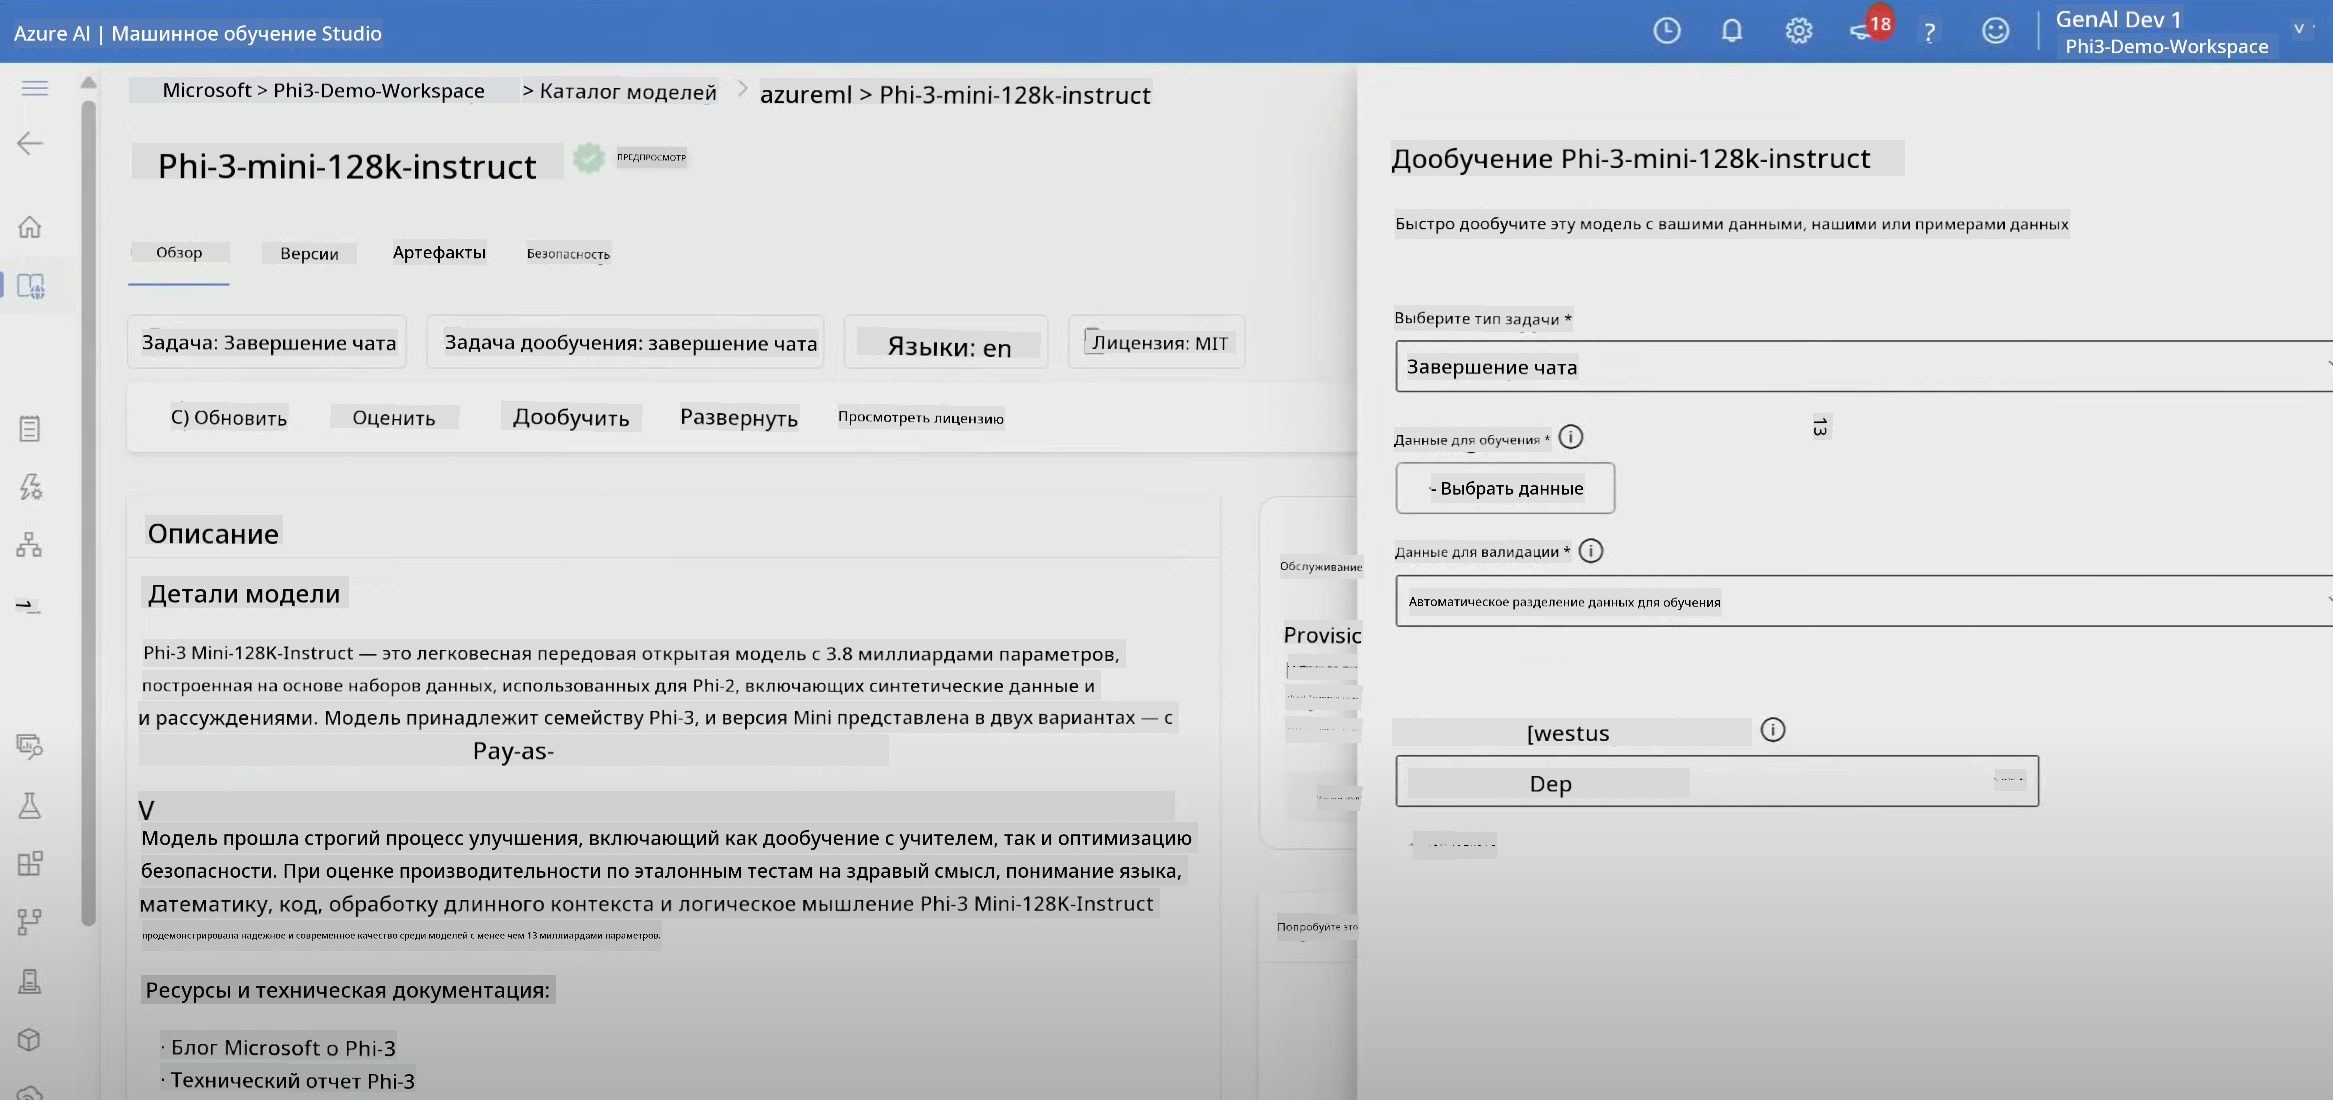 Azure AI | Машинное обучение Studio
18
?
GenAI Dev 1
Phi3-Demo-Workspace
Microsoft > Phi3-Demo-Workspace > Каталог моделей > azureml > Phi-3-mini-128k-instruct
Phi-3-mini-128k-instruct
ПРЕДПРОСМОТР
Обзор
Версии
Артефакты
Безопасность
Задача: Завершение чата
Задача дообучения: завершение чата
Языки: en
Лицензия: MIT
С) Обновить
Оценить
Дообучить
Развернуть
Просмотреть лицензию
Описание
Детали модели
Phi-3 Mini-128K-Instruct — это легковесная передовая открытая модель с 3.8 миллиардами параметров,
построенная на основе наборов данных, использованных для Phi-2, включающих синтетические данные и
и рассуждениями. Модель принадлежит семейству Phi-3, и версия Mini представлена в двух вариантах — с
Pay-as-
V
Модель прошла строгий процесс улучшения, включающий как дообучение с учителем, так и оптимизацию
безопасности. При оценке производительности по эталонным тестам на здравый смысл, понимание языка,
математику, код, обработку длинного контекста и логическое мышление Phi-3 Mini-128K-Instruct
продемонстрировала надежное и современное качество среди моделей с менее чем 13 миллиардами параметров.
Ресурсы и техническая документация:
· Блог Microsoft о Phi-3
· Технический отчет Phi-3
Обслуживание
Provisic
Попробуйте это
Дообучение Phi-3-mini-128k-instruct
Быстро дообучите эту модель с вашими данными, нашими или примерами данных
Выберите тип задачи *
Завершение чата
13
Данные для обучения *
- Выбрать данные
Данные для валидации *
Автоматическое разделение данных для обучения
[westus
Dep